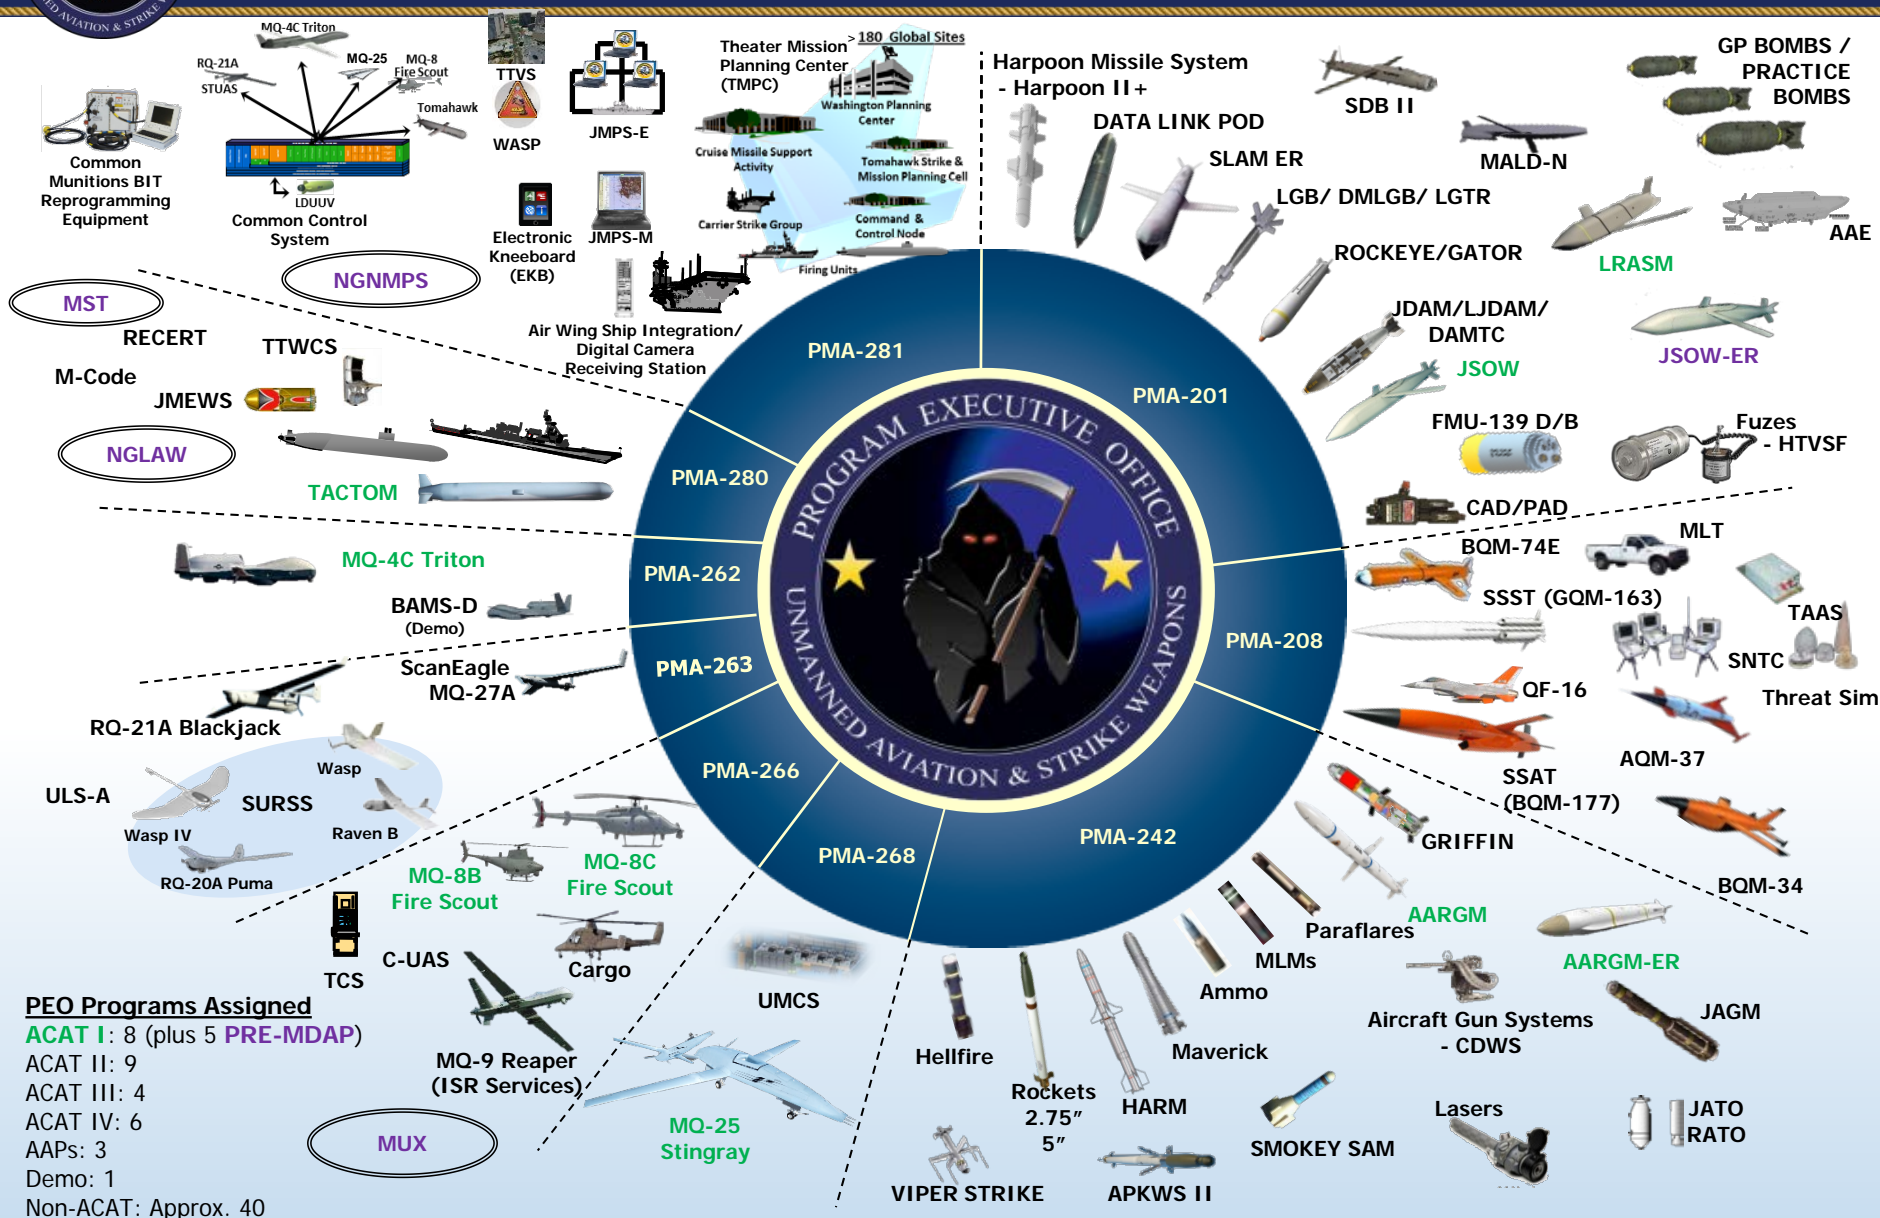 ED AVIATION & STRIKE W
MQ-4C Triton
RQ-21A
STUAS
MQ-25
MQ-8
Fire Scout
Tomahawk
LDUUV
Common Control
System
Common
Munitions BIT
Reprogramming
Equipment
TTVS
WASP
JMPS-E
Electronic
Kneeboard
(EKB)
JMPS-M
Air Wing Ship Integration/
Digital Camera
Receiving Station
Theater Mission
Planning Center
(TMPC)
> 180 Global Sites
Washington Planning
Center
Cruise Missile Support
Activity
Tomahawk Strike &
Mission Planning Cell
Carrier Strike Group
Command &
Control Node
Firing Units
NGNMPS
MST
RECERT
TTWCS
M-Code
JMEWS
NGLAW
TACTOM
MQ-4C Triton
BAMS-D
(Demo)
ScanEagle
MQ-27A
RQ-21A Blackjack
Wasp
ULS-A
SURSS
Wasp IV
Raven B
RQ-20A Puma
MQ-8B
Fire Scout
MQ-8C
Fire Scout
TCS
C-UAS
Cargo
MQ-9 Reaper
(ISR Services)
MUX
UMCS
MQ-25
Stingray
Harpoon Missile System
- Harpoon II+
DATA LINK POD
SLAM ER
LGB/ DMLGB/ LGTR
ROCKEYE/GATOR
JDAM/LJDAM/
DAMTC
JSOW
SDB II
MALD-N
GP BOMBS /
PRACTICE
BOMBS
AAE
LRASM
JSOW-ER
FMU-139 D/B
Fuzes
- HTVSF
CAD/PAD
BQM-74E
MLT
SSST (GQM-163)
TAAS
SNTC
Threat Sim
QF-16
AQM-37
SSAT
(BQM-177)
BQM-34
GRIFFIN
AARGM
AARGM-ER
Paraflares
MLMs
Ammo
Aircraft Gun Systems
- CDWS
JAGM
Hellfire
Rockets
2.75"
5"
HARM
Maverick
SMOKEY SAM
Lasers
JATO
RATO
VIPER STRIKE
APKWS II
PMA-281
PMA-201
PMA-280
PMA-262
PMA-263
PMA-208
PMA-266
PMA-268
PMA-242
PROGRAM EXECUTIVE OFFICE
UNMANNED AVIATION & STRIKE WEAPONS
PEO Programs Assigned
ACAT I: 8 (plus 5 PRE-MDAP)
ACAT II: 9
ACAT III: 4
ACAT IV: 6
AAPs: 3
Demo: 1
Non-ACAT: Approx. 40